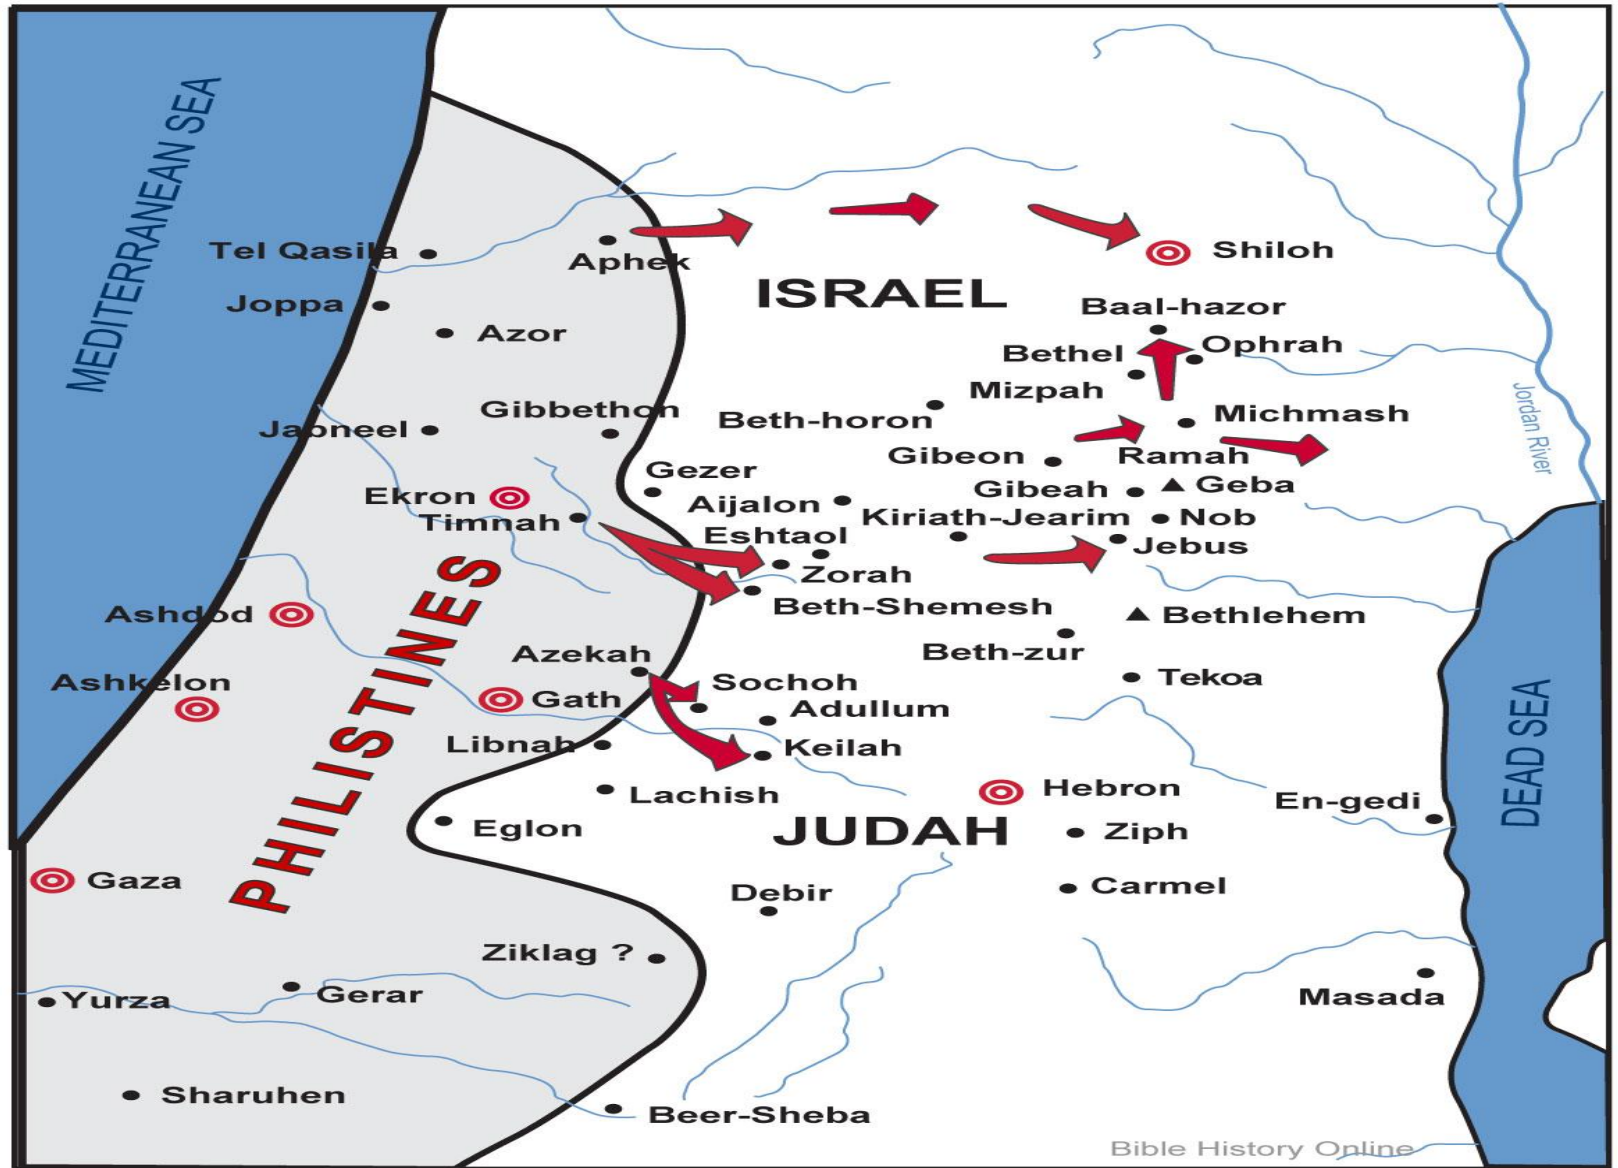 MEDITERRANEAN SEA
Tel Qasila
Aphek
Shiloh
ISRAEL
Joppa
Baal-hazor
Azor
Ophrah
Bethel
Mizpah
Jordan River
Gibbethon
Beth-horon
Michmash
Jabneel
Gibeon
Ramah
Gezer
Ekron
Aijalon
Gibeah
Geba
Timnah
Kiriath-Jearim
Nob
Eshtaol
Jebus
Zorah
Ashdod
Beth-Shemesh
Bethlehem
PHILISTINES
Azekah
Beth-zur
Ashkelon
Sochoh
Tekoa
Gath
Adullum
DEAD SEA
Libnah
Keilah
Lachish
Hebron
En-gedi
Eglon
JUDAH
Ziph
Gaza
Debir
Carmel
Ziklag ?
Yurza
Gerar
Masada
Sharuhen
Beer-Sheba
Bible History Online